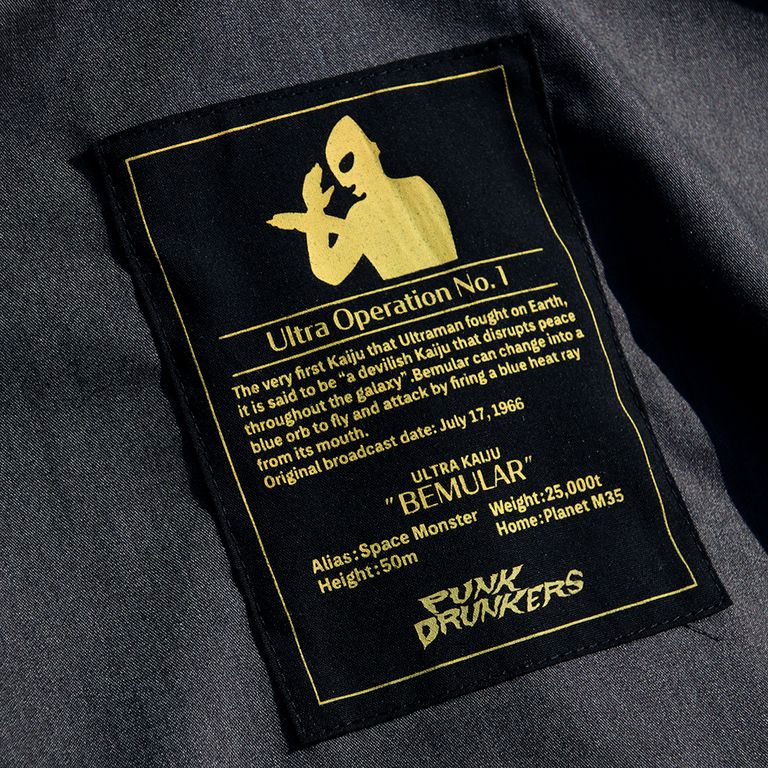 Ultra Operation No.1
The very first Kaiju that Ultraman fought on Earth,
it is said to be “a devilish Kaiju that disrupts peace
throughout the galaxy”.Bemular can change into a
blue orb to fly and attack by firing a blue heat ray
from its mouth.
Original broadcast date: July 17, 1966
ULTRA KAIJU
"BEMULAR"
Alias:Space Monster Weight:25,000t
Height:50m Home:Planet M35
PUNK
DRUNKERS